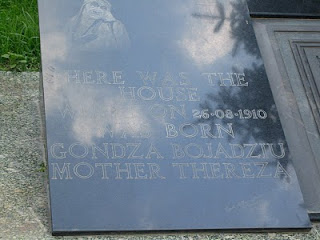 HERE WAS THE
HOUSE
ON 26-08-1910
BORN
GONDZA BOJADZIU
MOTHER THEREZA